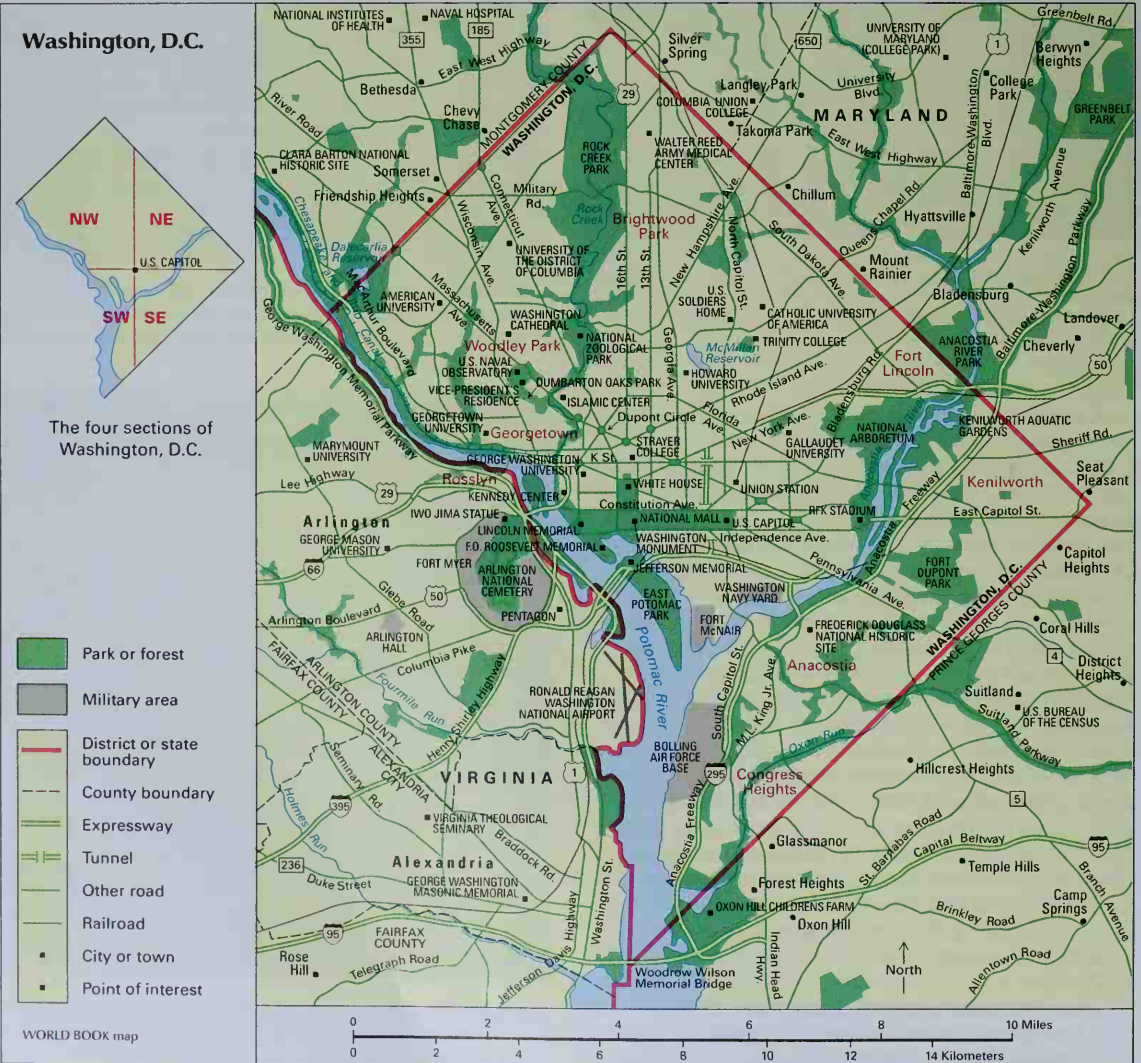 Washington, D.C.
NW
NE
U.S. CAPITOL
SW
SE
The four sections of
Washington, D.C.
Park or forest
Military area
District or state
boundary
County boundary
Expressway
Tunnel
Other road
Railroad
City or town
Point of interest
WORLD BOOK map
NATIONAL INSTITUTES
OF HEALTH
NAVAL HOSPITAL
355
185
East West Highway
Bethesda
Chevy
Chase
River Road
CLARA BARTON NATIONAL
HISTORIC SITE
Somerset
Friendship Heights
MONTGOMERY COUNTY
WASHINGTON, D.C.
Silver
Spring
29
650
UNIVERSITY OF
MARYLAND
(COLLEGE PARK)
1
Greenbelt Rd.
Berwyn
Heights
College
Park
GREENBELT
PARK
Langley Park
University
Blvd.
COLUMBIA UNION
COLLEGE
Takoma Park
MARYLAND
East West Highway
Baltimore-Washington
Blvd.
WALTER REED
ARMY MEDICAL
CENTER
ROCK
CREEK
PARK
Rock
Creek
Military
Rd.
Connecticut
Ave.
Wisconsin Ave.
Brightwood
Park
16th St.
13th St.
New Hampshire Ave.
North Capitol St.
Chillum
Hyattsville
Queens Chapel Rd.
Kenilworth Avenue
Baltimore-Washington Parkway
South Dakota Ave.
Mount
Rainier
Bladensburg
Landover
Cheverly
50
Chesapeake
Dalecarlia
Reservoir
McArthur Boulevard
Canal
George Washington Memorial Parkway
UNIVERSITY OF
THE DISTRICT
OF COLUMBIA
AMERICAN
UNIVERSITY
Massachusetts
Ave.
WASHINGTON
CATHEDRAL
Woodley Park
NATIONAL
ZOOLOGICAL
PARK
U.S. NAVAL
OBSERVATORY
VICE-PRESIDENT'S
RESIDENCE
DUMBARTON OAKS PARK
ISLAMIC CENTER
Georgia Ave.
U.S.
SOLDIERS
HOME
CATHOLIC UNIVERSITY
OF AMERICA
TRINITY COLLEGE
McMillan
Reservoir
HOWARD
UNIVERSITY
Rhode Island Ave.
Bladensburg Rd.
Fort
Lincoln
ANACOSTIA
RIVER
PARK
GEORGETOWN
UNIVERSITY
Georgetown
Dupont Circle
Florida
Ave.
New York Ave.
STRAYER
COLLEGE
GALLAUDET
UNIVERSITY
NATIONAL
ARBORETUM
KENILWORTH AQUATIC
GARDENS
Sheriff Rd.
Seat
Pleasant
Kenilworth
East Capitol St.
Anacostia Freeway
MARYMOUNT
UNIVERSITY
Lee Highway
29
Rosslyn
GEORGE WASHINGTON
UNIVERSITY
K St.
WHITE HOUSE
UNION STATION
KENNEDY CENTER
Constitution Ave.
IWO JIMA STATUE
NATIONAL MALL
U.S. CAPITOL
RFK STADIUM
LINCOLN MEMORIAL
Independence Ave.
Arlington
GEORGE MASON
UNIVERSITY
66
F.D. ROOSEVELT MEMORIAL
WASHINGTON
MONUMENT
JEFFERSON MEMORIAL
FORT MYER
ARLINGTON
NATIONAL
CEMETERY
50
PENTAGON
EAST
POTOMAC
PARK
WASHINGTON
NAVY YARD
Pennsylvania Ave.
FORT
DUPONT
PARK
Capitol
Heights
WASHINGTON, D.C.
PRINCE GEORGES COUNTY
Glebe Road
Arlington Boulevard
ARLINGTON
HALL
Columbia Pike
FORT
McNAIR
FREDERICK DOUGLASS
NATIONAL HISTORIC
SITE
Anacostia
Coral Hills
4
District
Heights
Suitland
U.S. BUREAU
OF THE CENSUS
Suitland Parkway
ARLINGTON COUNTY
FAIRFAX COUNTY
Fourmile Run
Henry Shirley Highway
RONALD REAGAN
WASHINGTON
NATIONAL AIRPORT
Potomac River
South Capitol St.
M.L. King Jr. Ave.
Oxon Run
BOLLING
AIR FORCE
BASE
295
Congress
Heights
Hillcrest Heights
5
Seminary Rd.
ALEXANDRIA
CITY
VIRGINIA
1
395
Holmes Run
VIRGINIA THEOLOGICAL
SEMINARY
Braddock Rd.
Anacostia Freeway
Glassmanor
St. Barnabas Road
Capital Beltway
95
Temple Hills
236
Duke Street
Alexandria
GEORGE WASHINGTON
MASONIC MEMORIAL
Washington St.
Forest Heights
OXON HILL CHILDRENS FARM
Oxon Hill
Brinkley Road
Camp
Springs
Branch Avenue
95
FAIRFAX
COUNTY
Rose
Hill
Telegraph Road
Jefferson Davis Highway
Woodrow Wilson
Memorial Bridge
Indian Head
Hwy.
North
Allentown Road
0 2 4 6 8 10 Miles
0 2 4 6 8 10 12 14 Kilometers